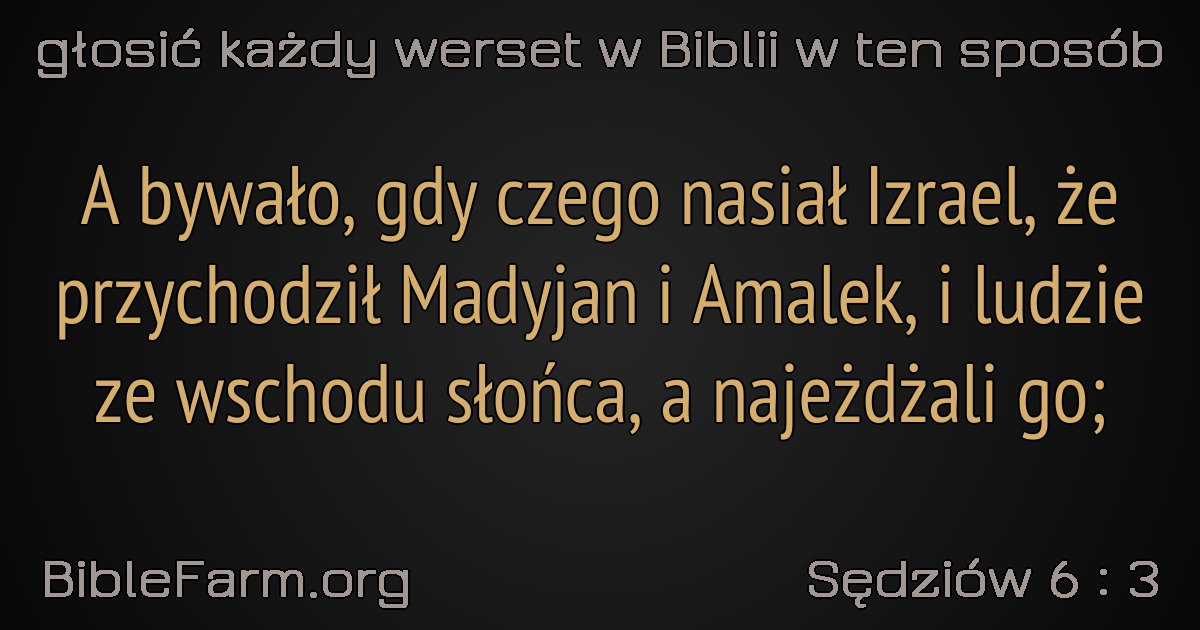 głosić każdy werset w Biblii w ten sposób
A bywało, gdy czego nasiał Izrael, że
przychodził Madyjan i Amalek, i ludzie
ze wschodu słońca, a najeżdżali go;
BibleFarm.org
Sędziów 6 : 3